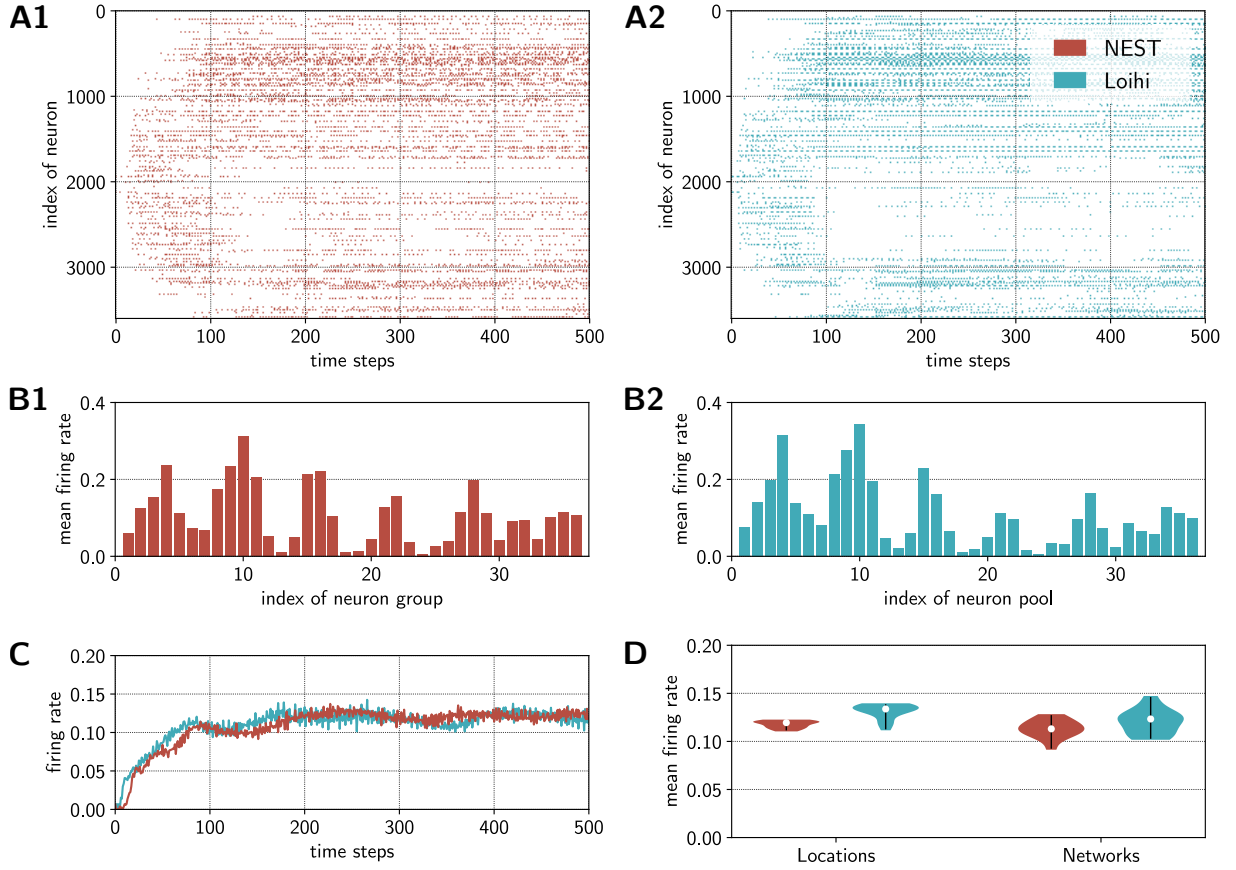 A1
0
1000
2000
3000
index of neuron
0 100 200 300 400 500
time steps
A2
0
1000
2000
3000
index of neuron
NEST
Loihi
0 100 200 300 400 500
time steps
B1
0.4
0.2
0.0
mean firing rate
0 10 20 30
index of neuron group
B2
0.4
0.2
0.0
mean firing rate
0 10 20 30
index of neuron pool
C
0.20
0.15
0.10
0.05
0.00
firing rate
0 100 200 300 400 500
time steps
D
0.20
0.15
0.10
0.05
0.00
mean firing rate
Locations Networks